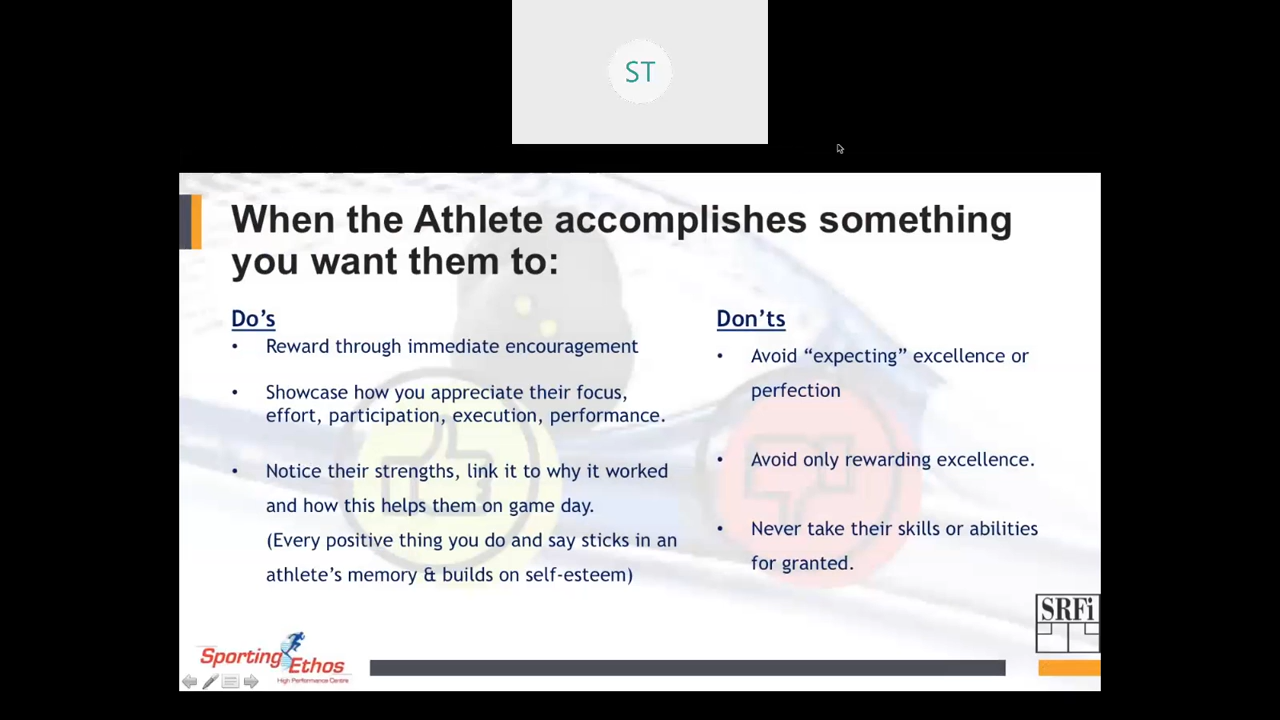 ST
When the Athlete accomplishes something
you want them to:
Do’s
• Reward through immediate encouragement
• Showcase how you appreciate their focus,
effort, participation, execution, performance.
• Notice their strengths, link it to why it worked
and how this helps them on game day.
(Every positive thing you do and say sticks in an
athlete’s memory & builds on self-esteem)
Don’ts
• Avoid “expecting” excellence or
perfection
• Avoid only rewarding excellence.
• Never take their skills or abilities
for granted.
SRFi
Sporting Ethos
High Performance Centre